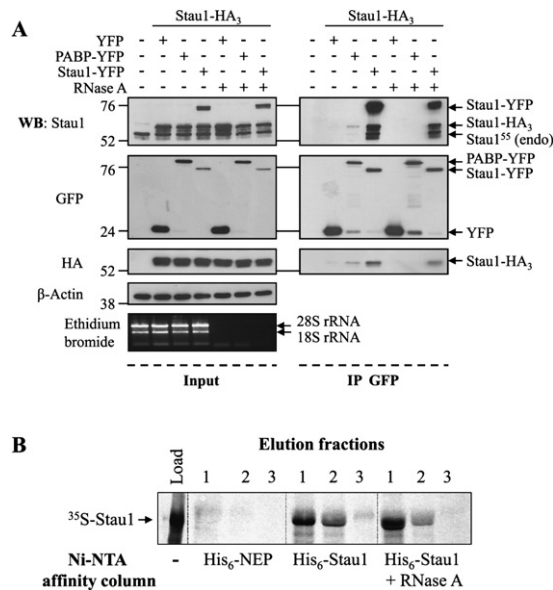 A
Stau1-HA3 Stau1-HA3
YFP - + - - + - - - + - - + - -
PABP-YFP - - + - - + - - - + - - + -
Stau1-YFP - - - + - - + - - - + - - +
RNase A - - - - + + + - - - - + + +
WB: Stau1 76 52 Stau1-YFP
Stau1-HA3
Stau1⁵⁵ (endo)
GFP 76 24 PABP-YFP
Stau1-YFP
YFP
HA 52 Stau1-HA3
β-Actin 38
Ethidium bromide 28S rRNA
18S rRNA
Input IP GFP
B
Elution fractions
Load 1 2 3 1 2 3 1 2 3
³⁵S-Stau1
Ni-NTA - His6-NEP His6-Stau1 His6-Stau1
affinity column + RNase A